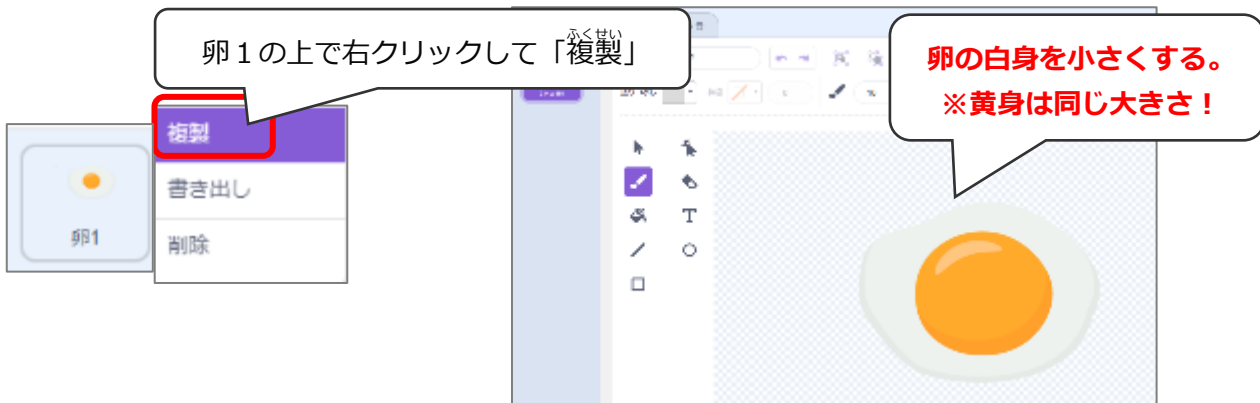 ふくせい
卵１の上で右クリックして「複製」
卵の白身を小さくする。
※黄身は同じ大きさ！
複製
書き出し
削除
卵1
T